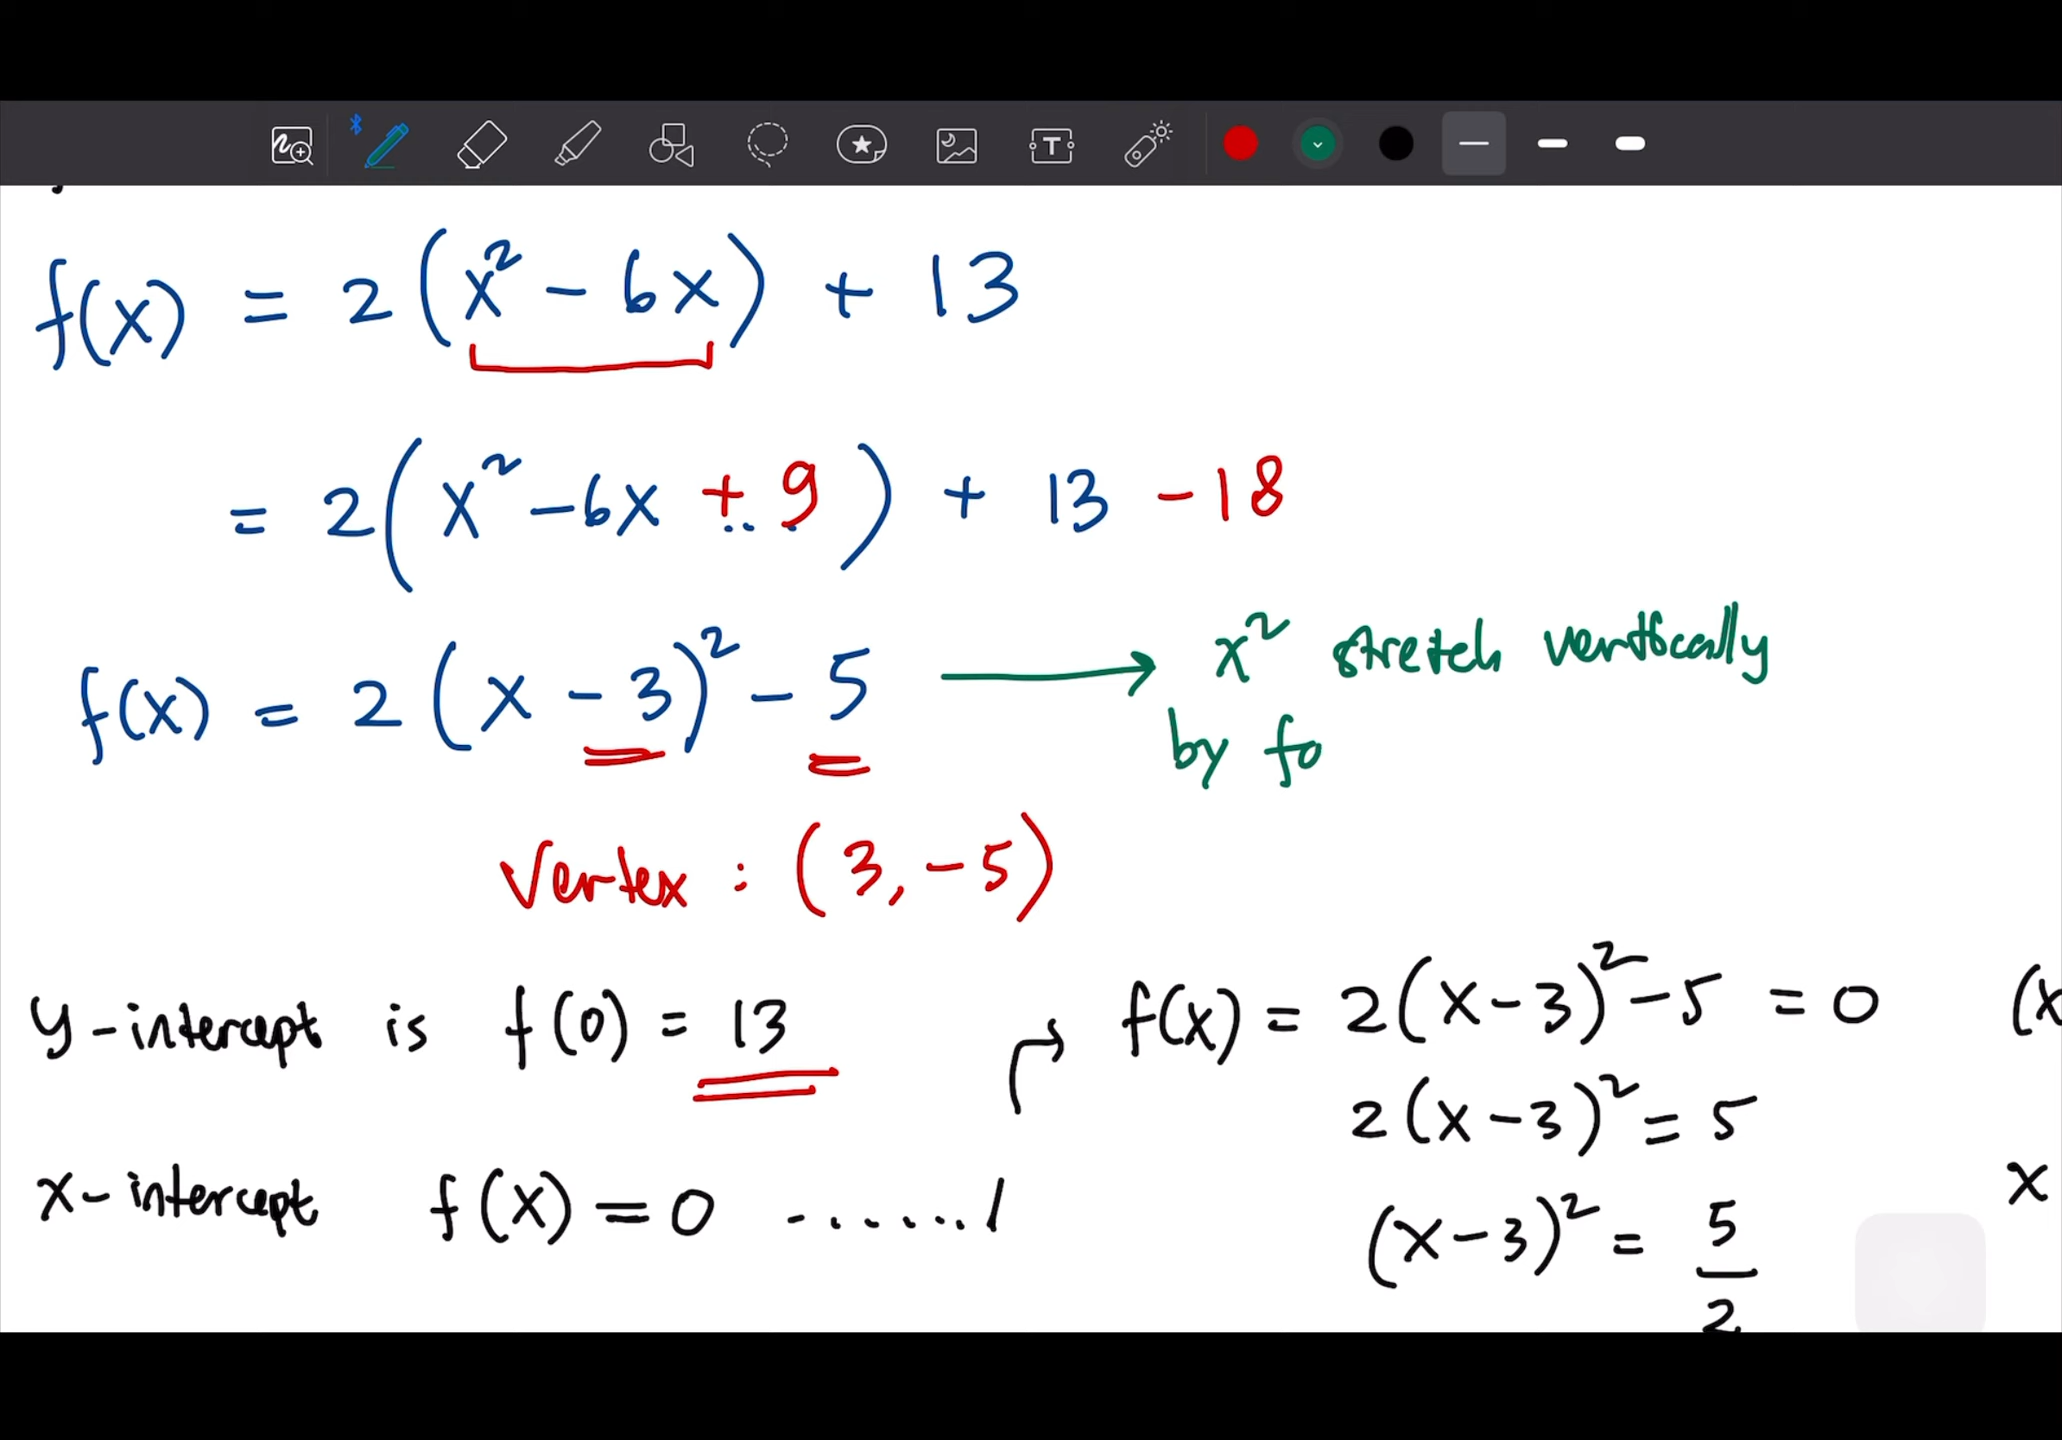 f(x) = 2(x² - 6x) + 13
= 2(x² - 6x + 9) + 13 - 18
f(x) = 2(x - 3)² - 5 → x² stretch vertically
by fo
Vertex : (3, -5)
y-intercept is f(0) = 13
x-intercept f(x) = 0 ......
f(x) = 2(x-3)² - 5 = 0
2(x-3)² = 5
(x-3)² = 5/2
(x
x